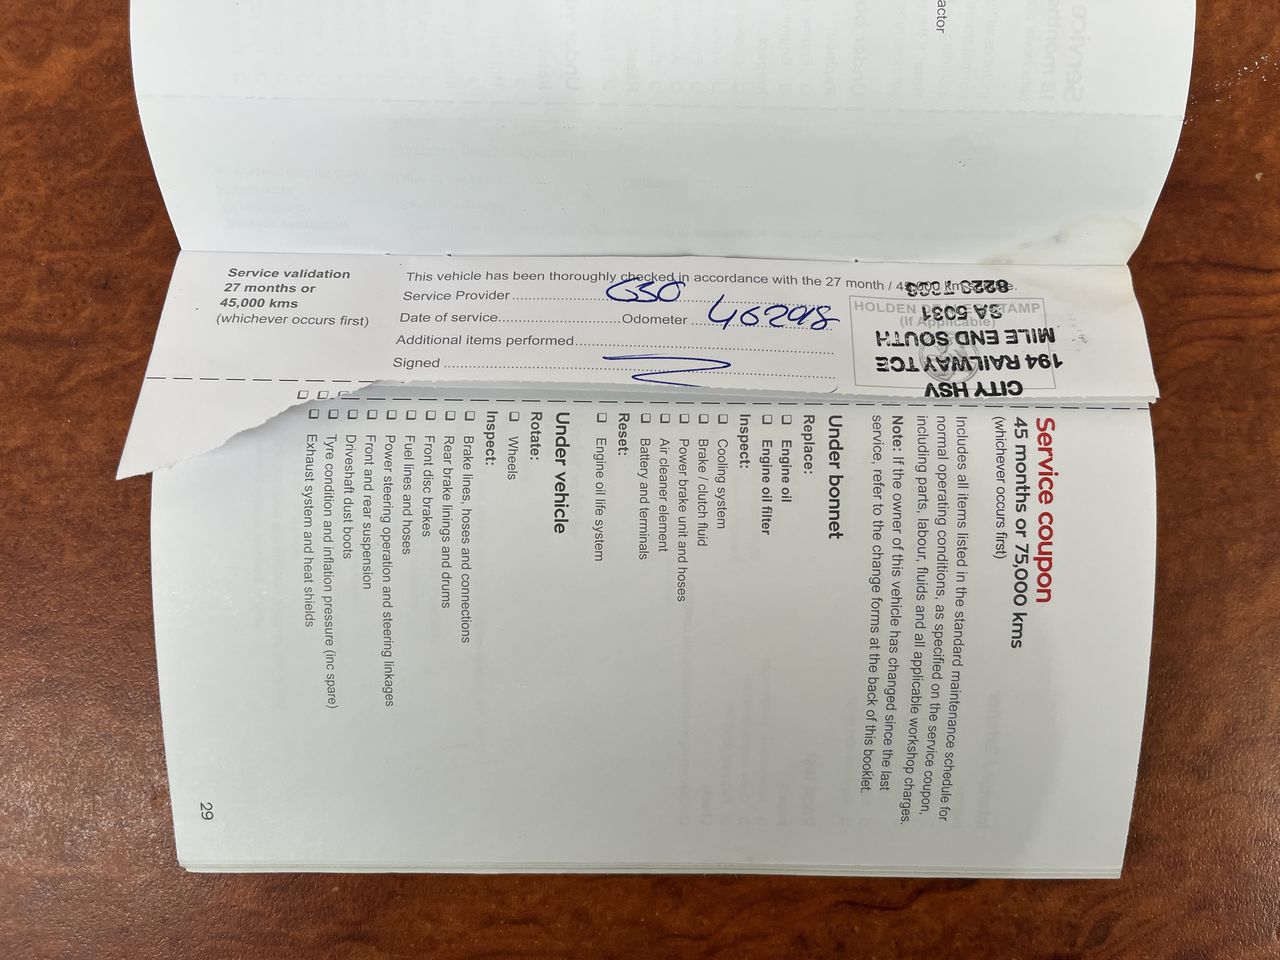 Service validation
27 months or
45,000 kms
(whichever occurs first)
This vehicle has been thoroughly checked in accordance with the 27 month / 45,000 kms
Service Provider
Date of service
Odometer 46298
Additional items performed
Signed
HOLDEN DEALER STAMP
(If Applicable)
CITY HSV
194 RAILWAY TCE
MILE END SOUTH
SA 5031
Service coupon
45 months or 75,000 kms
(whichever occurs first)
Includes all items listed in the standard maintenance schedule for
normal operating conditions, as specified on the service coupon,
including parts, labour, fluids and all applicable workshop charges.
Note: If the owner of this vehicle has changed since the last
service, refer to the change forms at the back of this booklet.
Under bonnet
Replace:
☐ Engine oil
☐ Engine oil filter
Inspect:
☐ Cooling system
☐ Brake / clutch fluid
☐ Power brake unit and hoses
☐ Air cleaner element
☐ Battery and terminals
Reset:
☐ Engine oil life system
Under vehicle
Rotate:
☐ Wheels
Inspect:
☐ Brake lines, hoses and connections
☐ Rear brake linings and drums
☐ Front disc brakes
☐ Fuel lines and hoses
☐ Power steering operation and steering linkages
☐ Front and rear suspension
☐ Driveshaft dust boots
☐ Tyre condition and inflation pressure (inc spare)
☐ Exhaust system and heat shields
29
actor